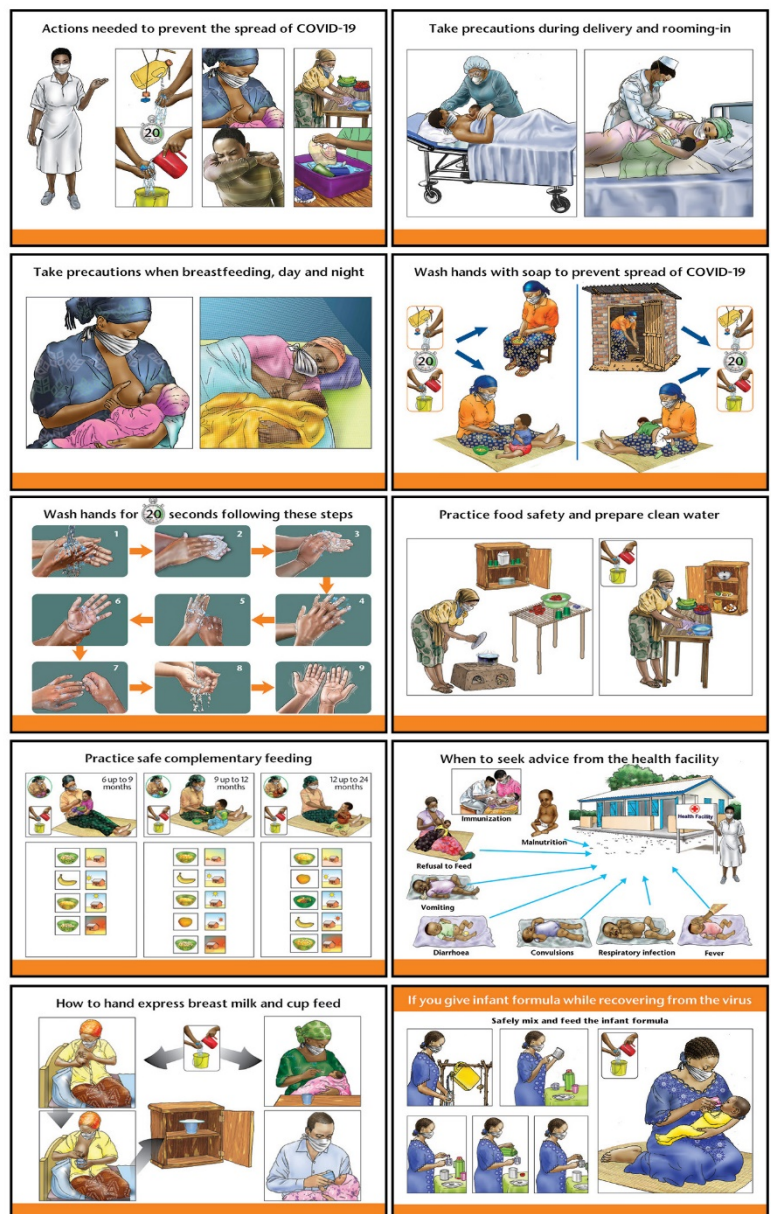 Actions needed to prevent the spread of COVID-19
20
Take precautions during delivery and rooming-in
Take precautions when breastfeeding, day and night
Wash hands with soap to prevent spread of COVID-19
20
20
Wash hands for 20 seconds following these steps
1
2
3
6
5
4
7
8
9
Practice food safety and prepare clean water
Practice safe complementary feeding
6 up to 9
months
9 up to 12
months
12 up to 24
months
When to seek advice from the health facility
Immunization
Malnutrition
Health Facility
Refusal to Feed
Vomiting
Diarrhoea
Convulsions
Respiratory infection
Fever
How to hand express breast milk and cup feed
If you give infant formula while recovering from the virus
Safely mix and feed the infant formula